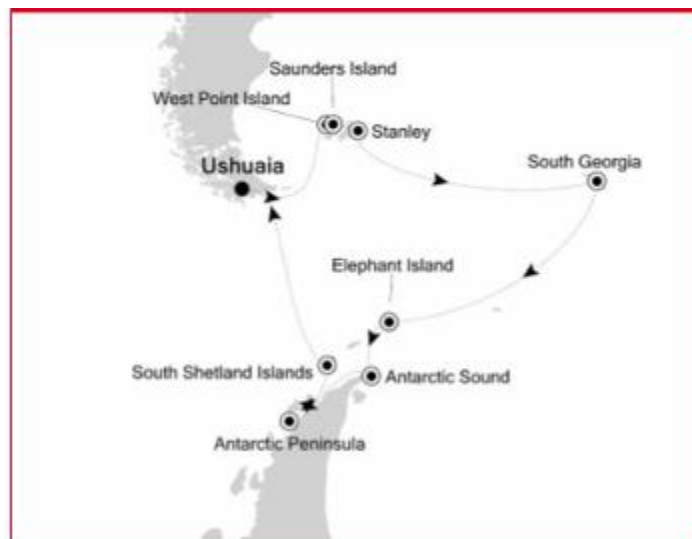 Saunders Island
West Point Island
Stanley
Ushuaia
South Georgia
Elephant Island
South Shetland Islands
Antarctic Sound
Antarctic Peninsula